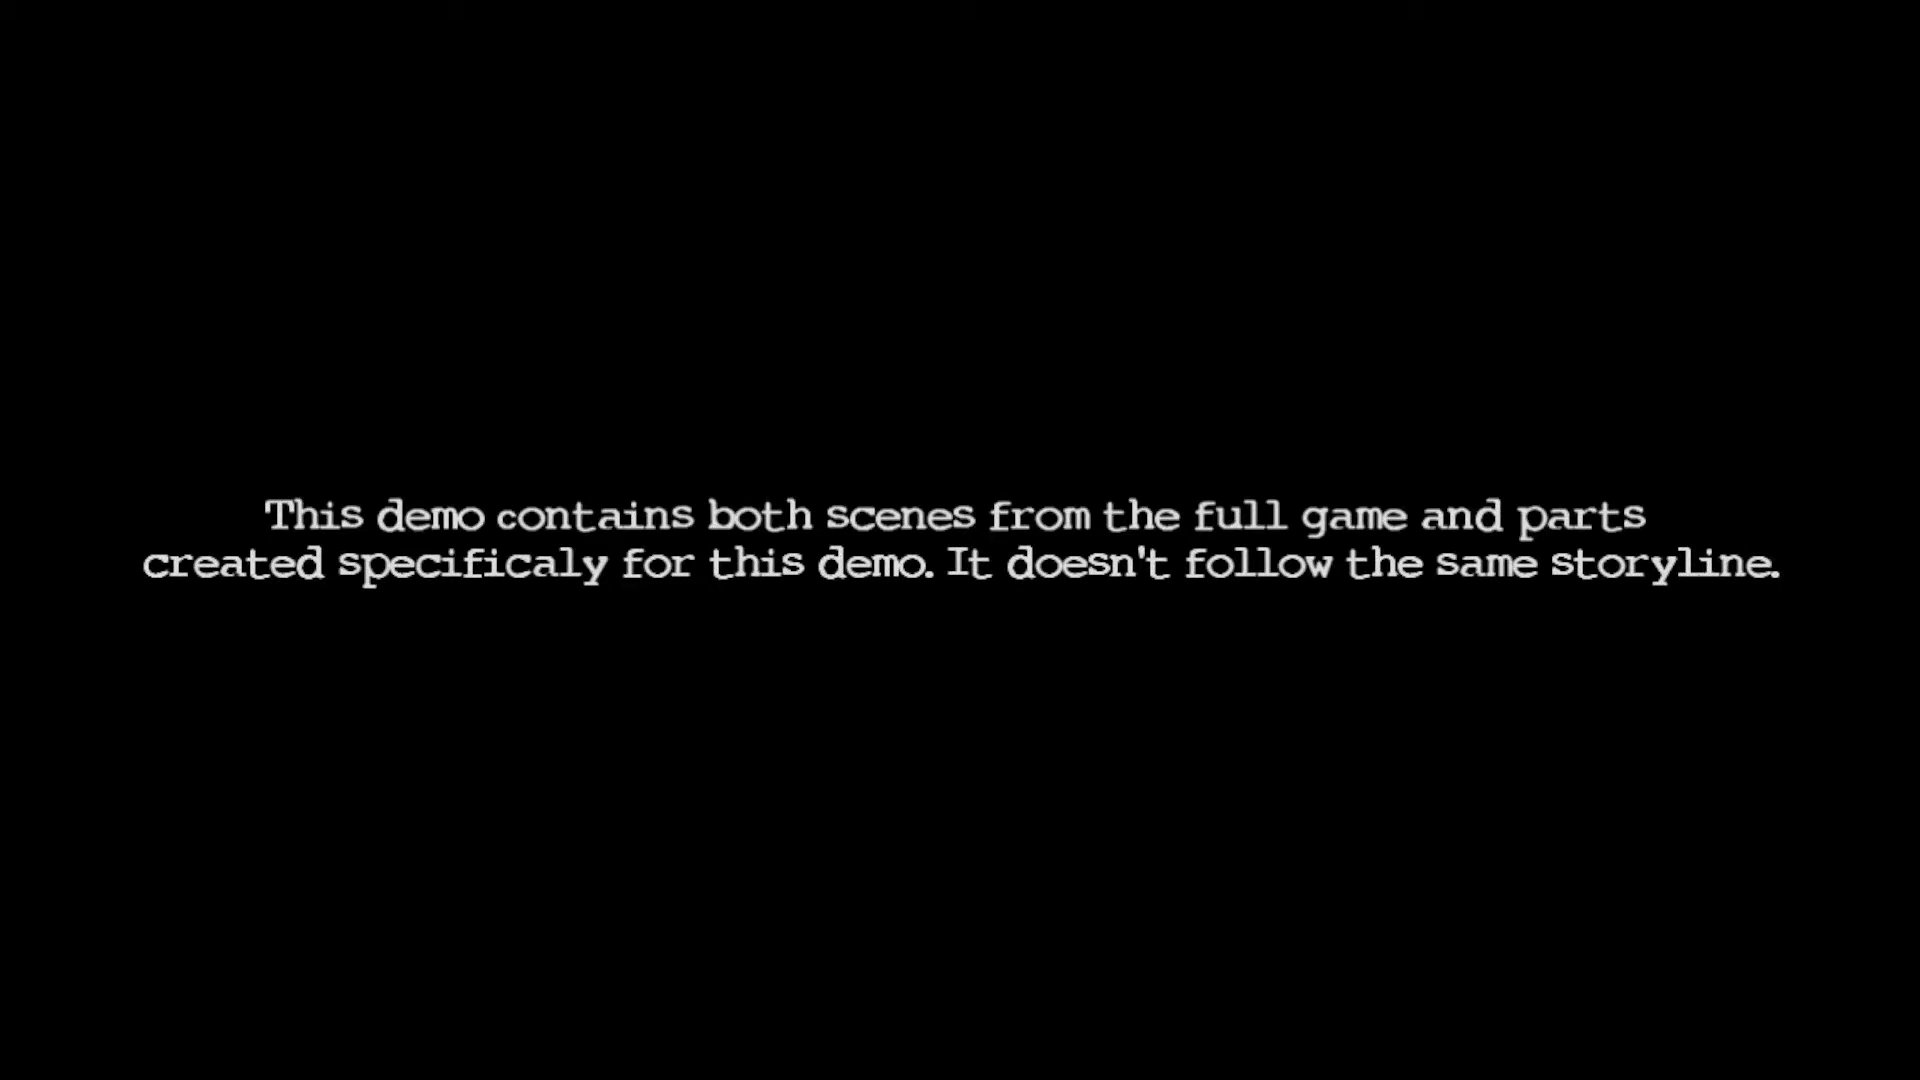 This demo contains both scenes from the full game and parts
created specificaly for this demo. It doesn't follow the same storyline.